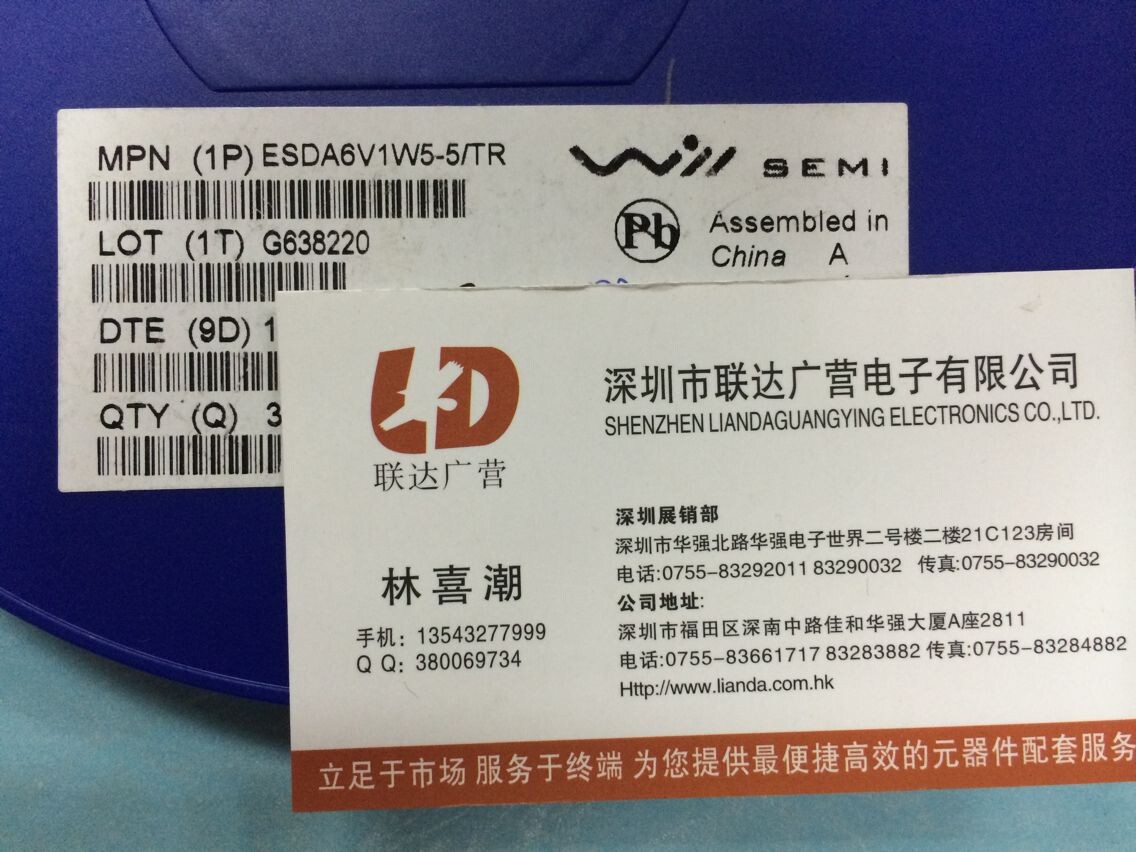 MPN (1P) ESDA6V1W5-5/TR
Will SEMI
LOT (1T) G638220
Pb
Assembled in
China A
DTE (9D) 1
QTY (Q) 3
LD
联达广营
深圳市联达广营电子有限公司
SHENZHEN LIANDAGUANGYING ELECTRONICS CO.,LTD.
林喜潮
手机: 13543277999
QQ: 380069734
深圳展销部
深圳市华强北路华强电子世界二号楼二楼21C123房间
电话:0755-83292011 83290032 传真:0755-83290032
公司地址:
深圳市福田区深南中路佳和华强大厦A座2811
电话:0755-83661717 83283882 传真:0755-83284882
Http://www.lianda.com.hk
立足于市场 服务于终端 为您提供最便捷高效的元器件配套服务